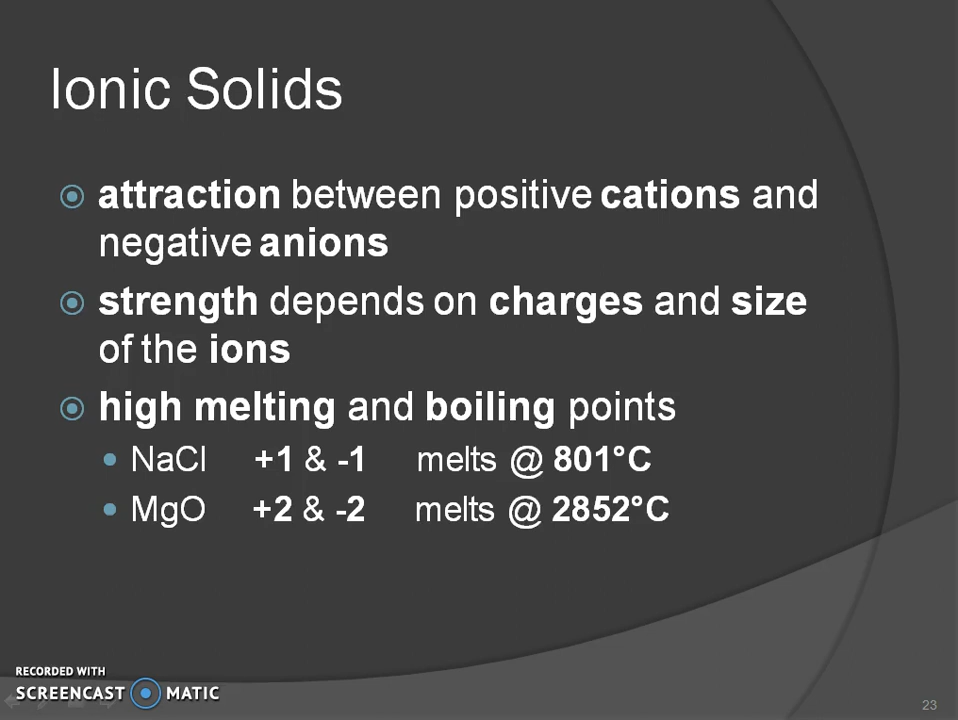 Ionic Solids
attraction between positive cations and
negative anions
strength depends on charges and size
of the ions
high melting and boiling points
NaCl +1 & -1 melts @ 801°C
MgO +2 & -2 melts @ 2852°C
RECORDED WITH
SCREENCAST MATIC
23